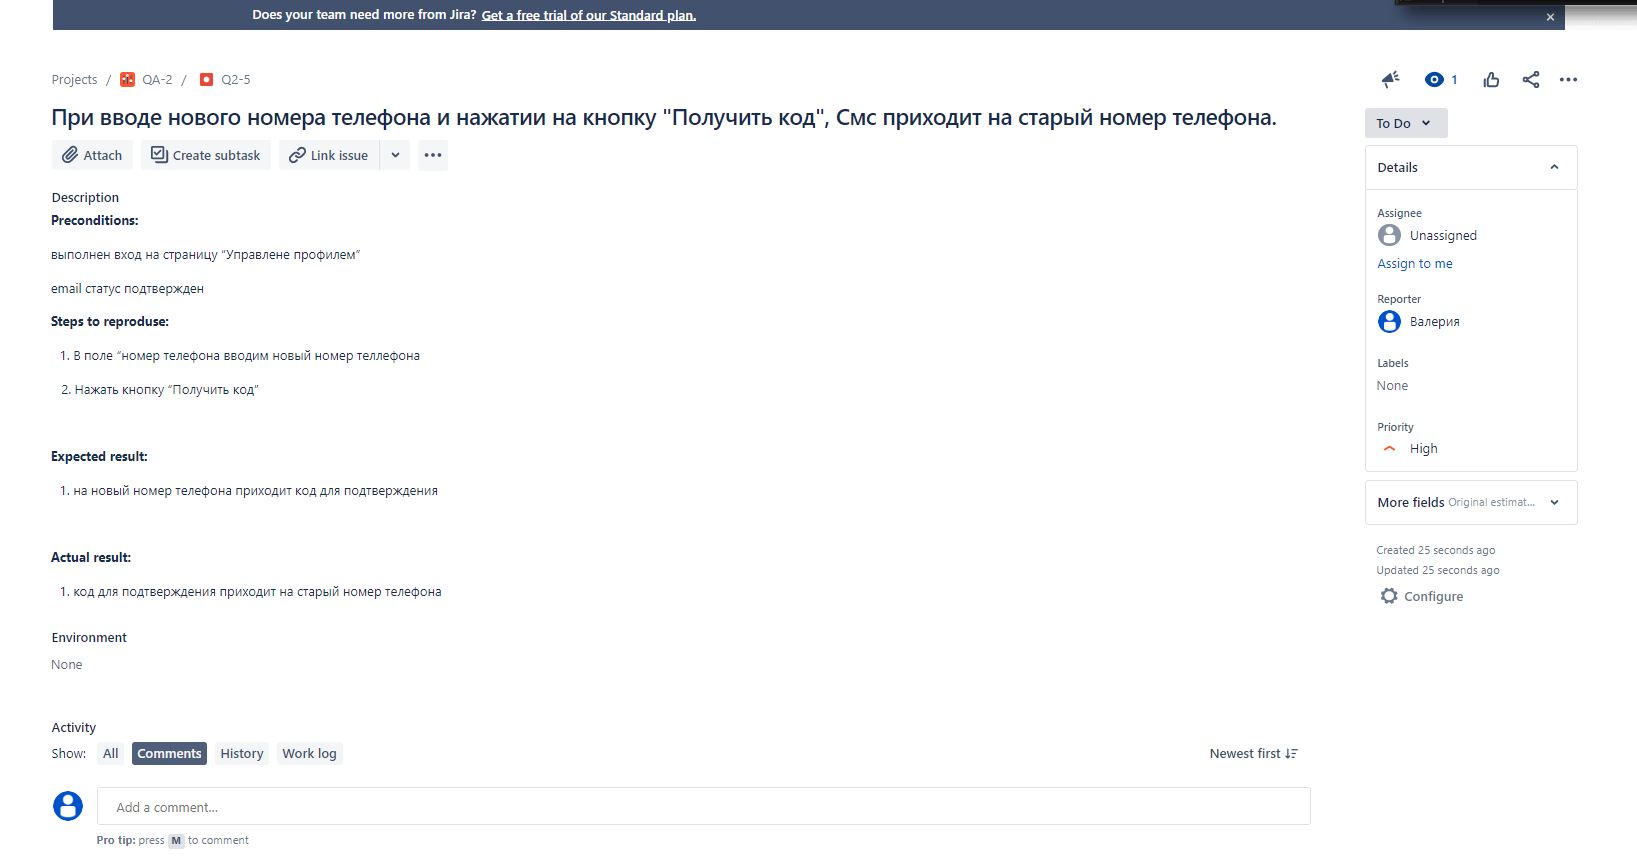 Does your team need more from Jira? Get a free trial of our Standard plan.
Projects / QA-2 / Q2-5
1
При вводе нового номера телефона и нажатии на кнопку "Получить код", Смс приходит на старый номер телефона.
To Do
Attach
Create subtask
Link issue
Description
Preconditions:
выполнен вход на страницу “Управлене профилем”
email статус подтвержден
Steps to reproduse:
1. В поле “номер телефона вводим новый номер теллефона
2. Нажать кнопку “Получить код”
Expected result:
1. на новый номер телефона приходит код для подтверждения
Actual result:
1. код для подтверждения приходит на старый номер телефона
Environment
None
Activity
Show: All Comments History Work log
Newest first
Add a comment...
Pro tip: press M to comment
Details
Assignee
Unassigned
Assign to me
Reporter
Валерия
Labels
None
Priority
High
More fields Original estimat...
Created 25 seconds ago
Updated 25 seconds ago
Configure